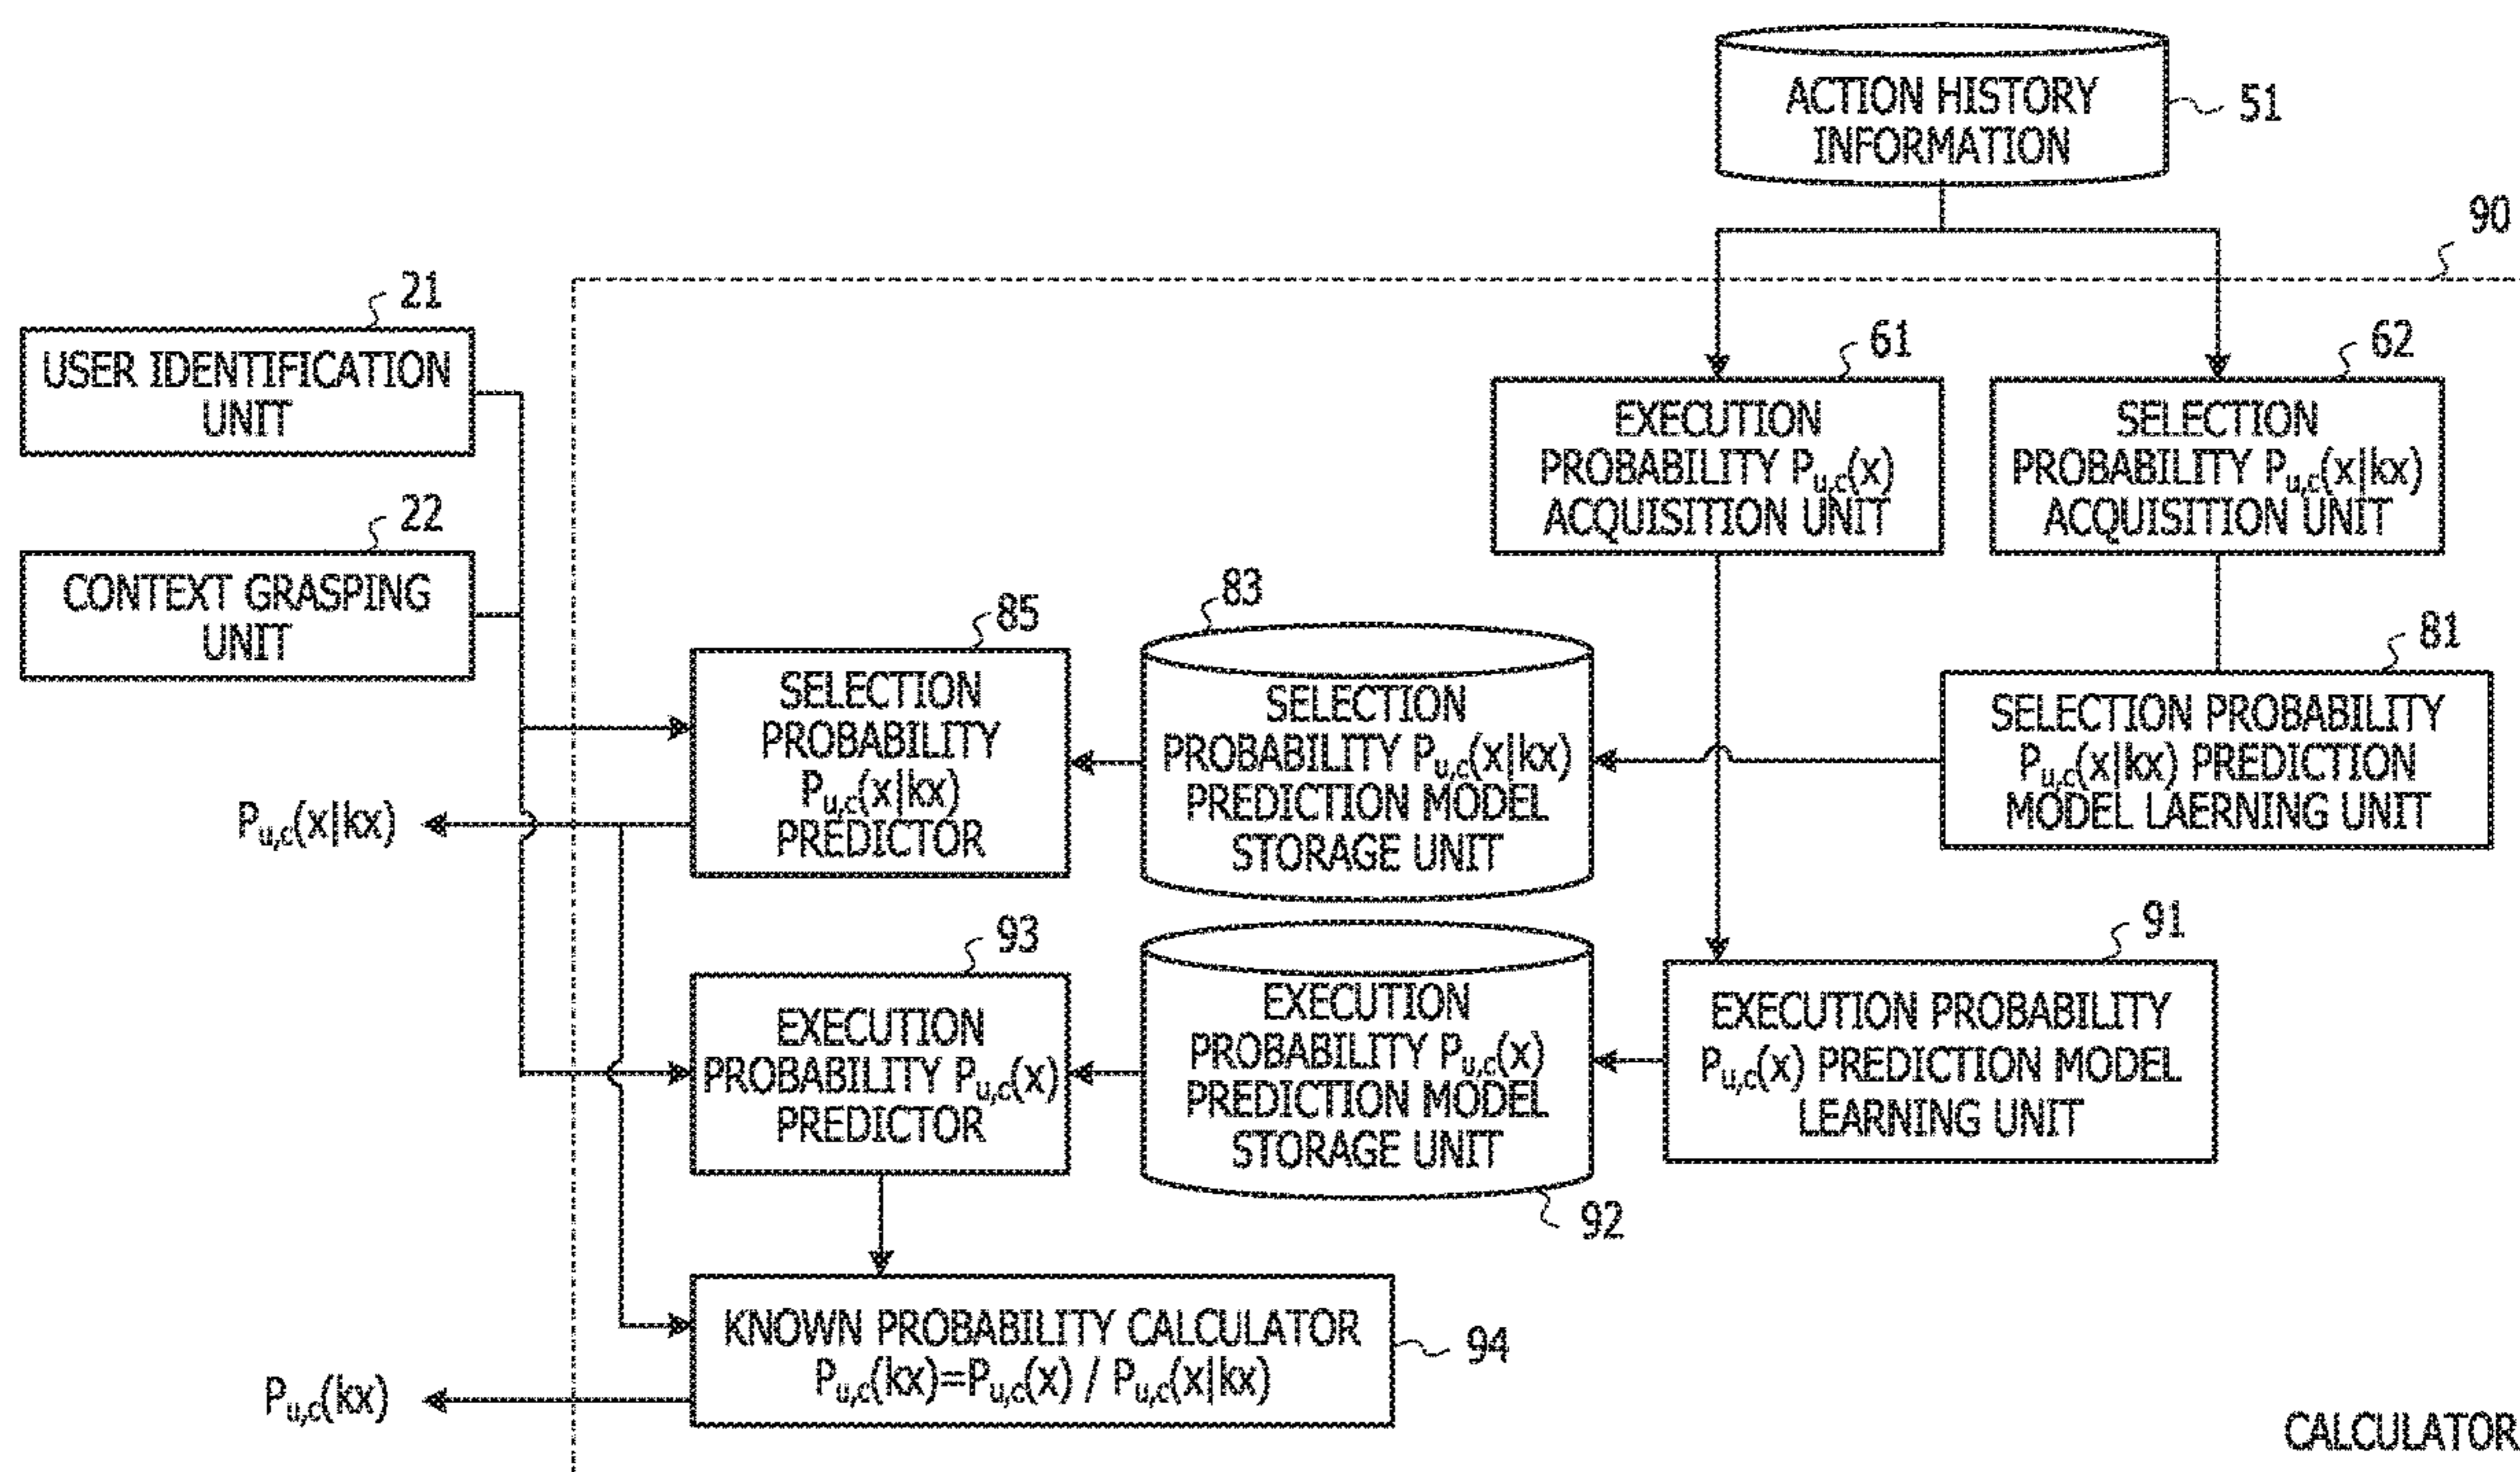 ACTION HISTORY
INFORMATION
51
90
21
USER IDENTIFICATION
UNIT
61
EXECUTION
PROBABILITY Pu,c(x)
ACQUISITION UNIT
62
SELECTION
PROBABILITY Pu,c(x|kx)
ACQUISITION UNIT
22
CONTEXT GRASPING
UNIT
85
SELECTION
PROBABILITY
Pu,c(x|kx)
PREDICTOR
83
SELECTION
PROBABILITY Pu,c(x|kx)
PREDICTION MODEL
STORAGE UNIT
81
SELECTION PROBABILITY
Pu,c(x|kx) PREDICTION
MODEL LAERNING UNIT
Pu,c(x|kx)
93
EXECUTION
PROBABILITY Pu,c(x)
PREDICTOR
EXECUTION
PROBABILITY Pu,c(x)
PREDICTION MODEL
STORAGE UNIT
92
91
EXECUTION PROBABILITY
Pu,c(x) PREDICTION MODEL
LEARNING UNIT
KNOWN PROBABILITY CALCULATOR
Pu,c(kx)=Pu,c(x) / Pu,c(x|kx)
94
Pu,c(kx)
CALCULATOR